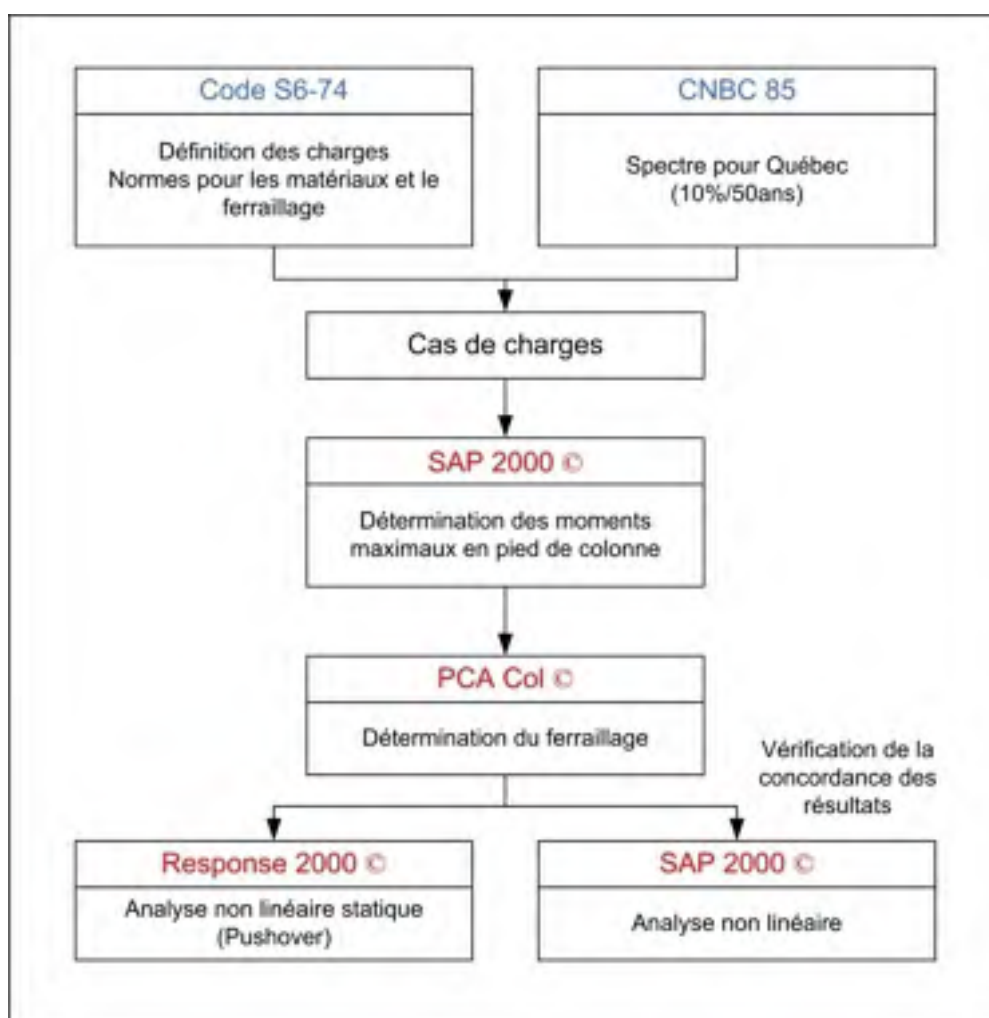 Code S6-74
Définition des charges
Normes pour les matériaux et le
ferraillage
CNBC 85
Spectre pour Québec
(10%/50ans)
Cas de charges
SAP 2000 ©
Détermination des moments
maximaux en pied de colonne
PCA Col ©
Détermination du ferraillage
Vérification de la
concordance des
résultats
Response 2000 ©
Analyse non linéaire statique
(Pushover)
SAP 2000 ©
Analyse non linéaire